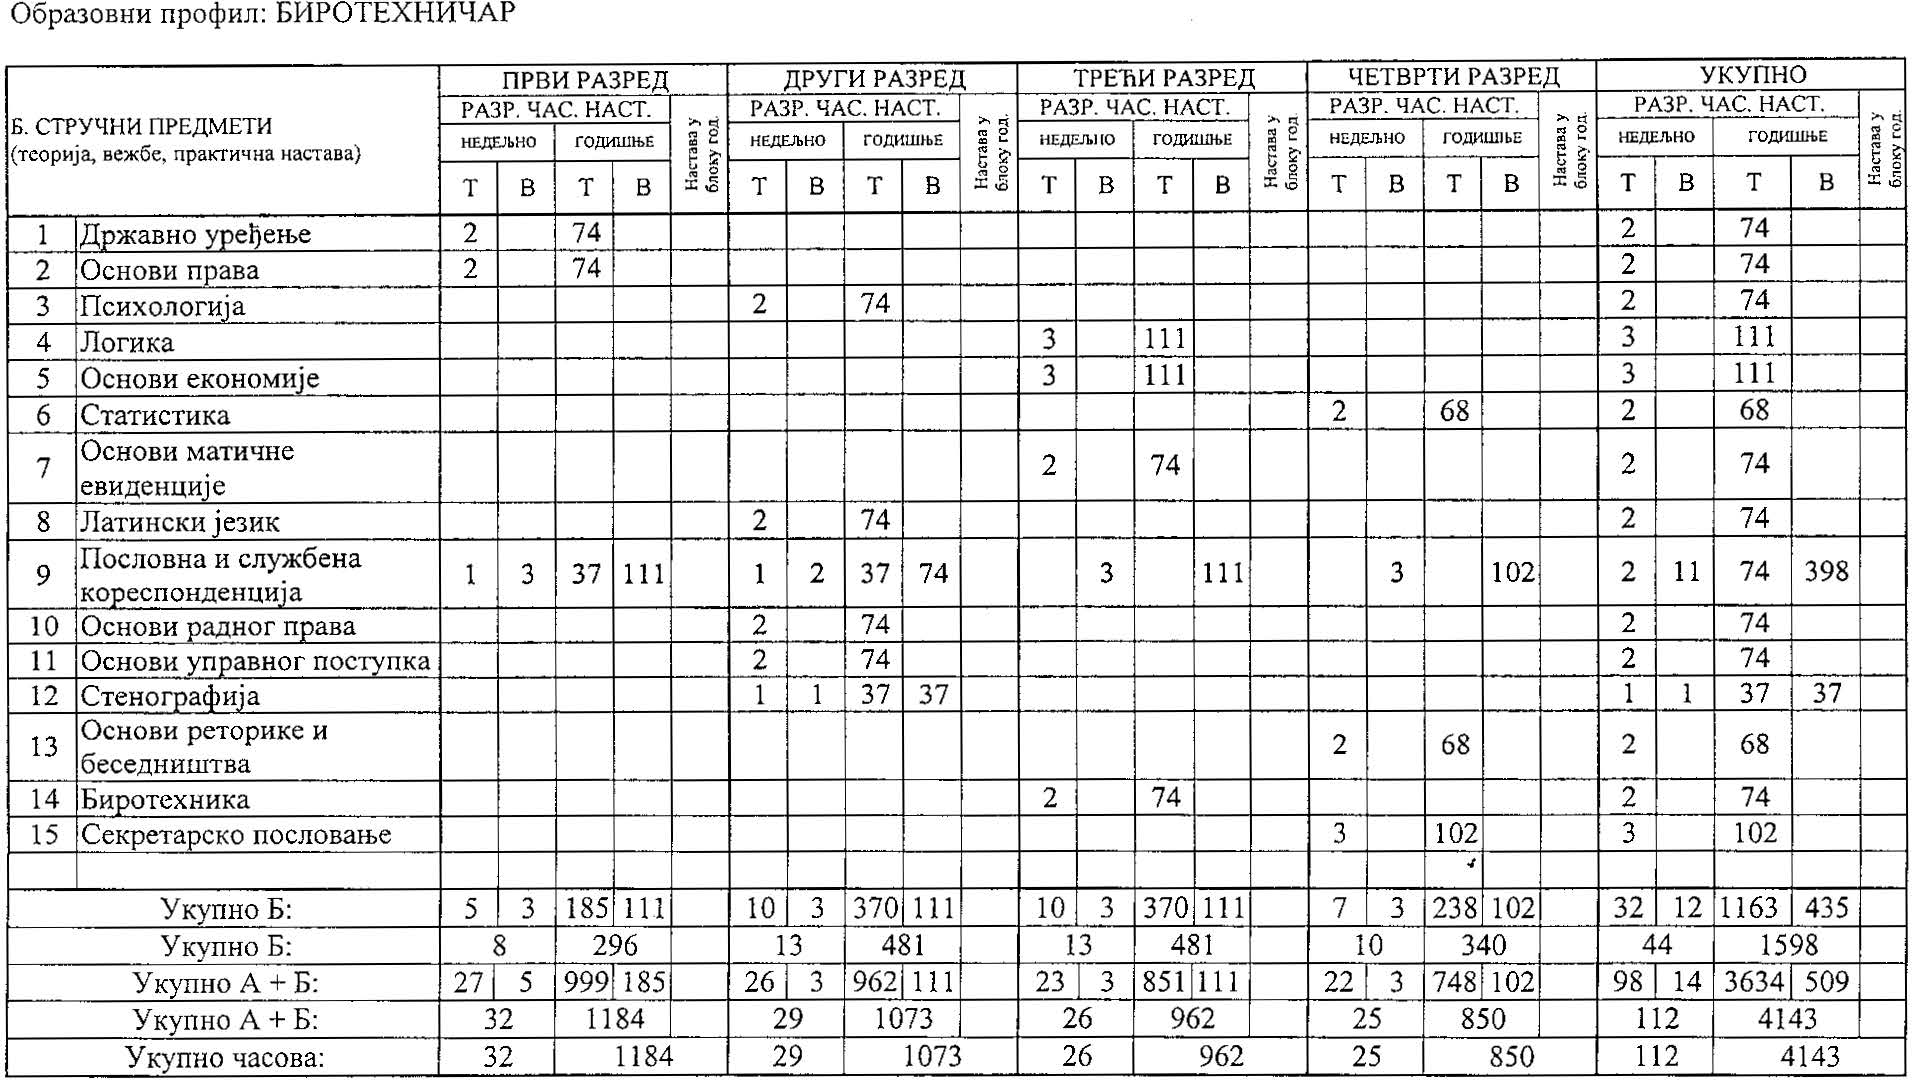 Образовни профил: БИРОТЕХНИЧАР
Б. СТРУЧНИ ПРЕДМЕТИ
(теорија, вежбе, практична настава)
ПРВИ РАЗРЕД ДРУГИ РАЗРЕД ТРЕЋИ РАЗРЕД ЧЕТВРТИ РАЗРЕД УКУПНО
РАЗР. ЧАС. НАСТ. РАЗР. ЧАС. НАСТ. РАЗР. ЧАС. НАСТ. РАЗР. ЧАС. НАСТ. РАЗР. ЧАС. НАСТ.
НЕДЕЉНО ГОДИШЊЕ НЕДЕЉНО ГОДИШЊЕ НЕДЕЉНО ГОДИШЊЕ НЕДЕЉНО ГОДИШЊЕ НЕДЕЉНО ГОДИШЊЕ
Настава у блоку год. Настава у блоку год. Настава у блоку год. Настава у блоку год. Настава у блоку год.
Т В Т В Т В Т В Т В Т В Т В Т В Т В Т В
1 Државно уређење 2 74 2 74
2 Основи права 2 74 2 74
3 Психологија 2 74 2 74
4 Логика 3 111 3 111
5 Основи економије 3 111 3 111
6 Статистика 2 68 2 68
7 Основи матичне
евиденције 2 74 2 74
8 Латински језик 2 74 2 74
9 Пословна и службена
кореспонденција 1 3 37 111 1 2 37 74 3 111 3 102 2 11 74 398
10 Основи радног права 2 74 2 74
11 Основи управног поступка 2 74 2 74
12 Стенографија 1 1 37 37 1 1 37 37
13 Основи реторике и
беседништва 2 68 2 68
14 Биротехника 2 74 2 74
15 Секретарско пословање 3 102 3 102
Укупно Б: 5 3 185 111 10 3 370 111 10 3 370 111 7 3 238 102 32 12 1163 435
Укупно Б: 8 296 13 481 13 481 10 340 44 1598
Укупно А + Б: 27 5 999 185 26 3 962 111 23 3 851 111 22 3 748 102 98 14 3634 509
Укупно А + Б: 32 1184 29 1073 26 962 25 850 112 4143
Укупно часова: 32 1184 29 1073 26 962 25 850 112 4143